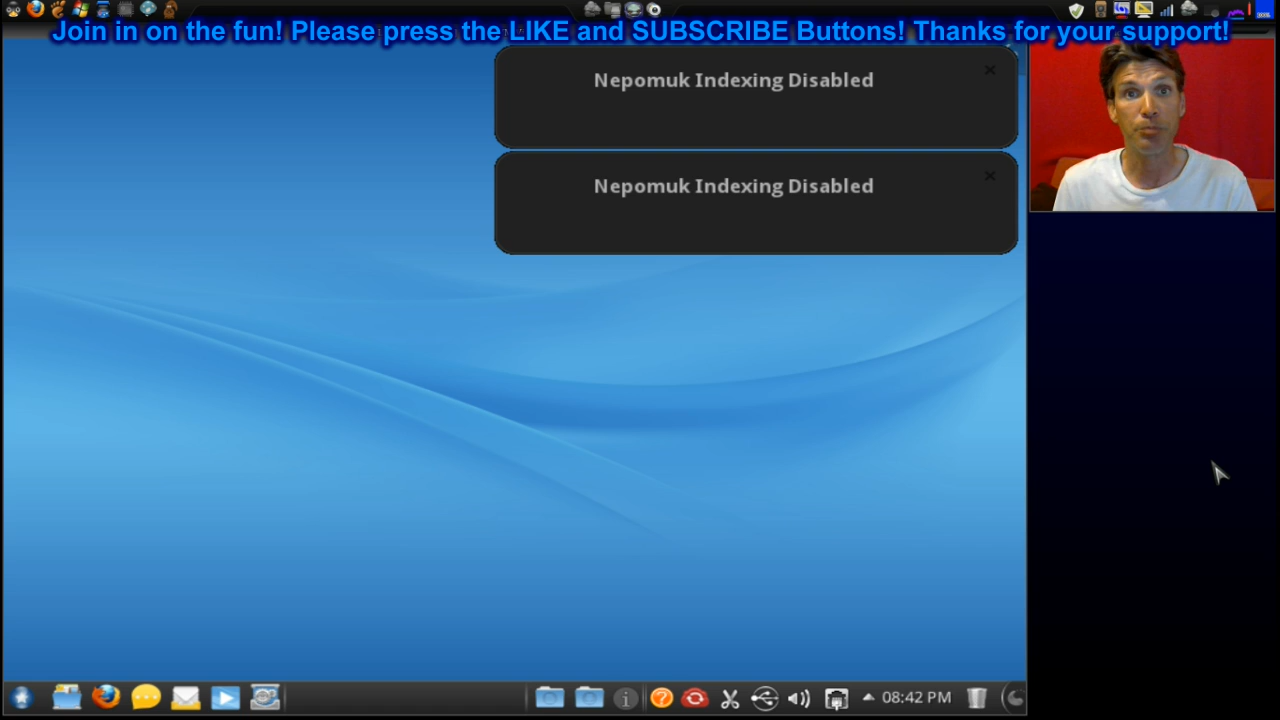 Join in on the fun! Please press the LIKE and SUBSCRIBE Buttons! Thanks for your support!
Nepomuk Indexing Disabled
Nepomuk Indexing Disabled
08:42 PM